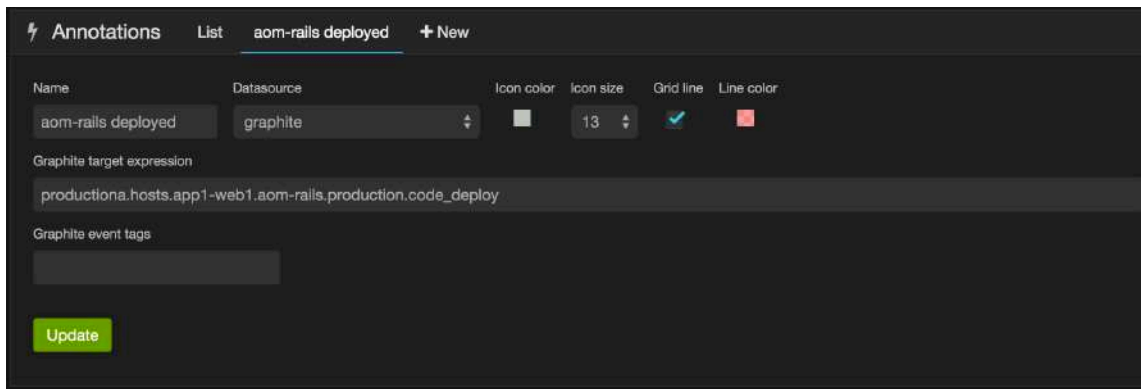 Annotations List aom-rails deployed + New
Name Datasource Icon color Icon size Grid line Line color
aom-rails deployed graphite 13
Graphite target expression
productiona.hosts.app1-web1.aom-rails.production.code_deploy
Graphite event tags
Update